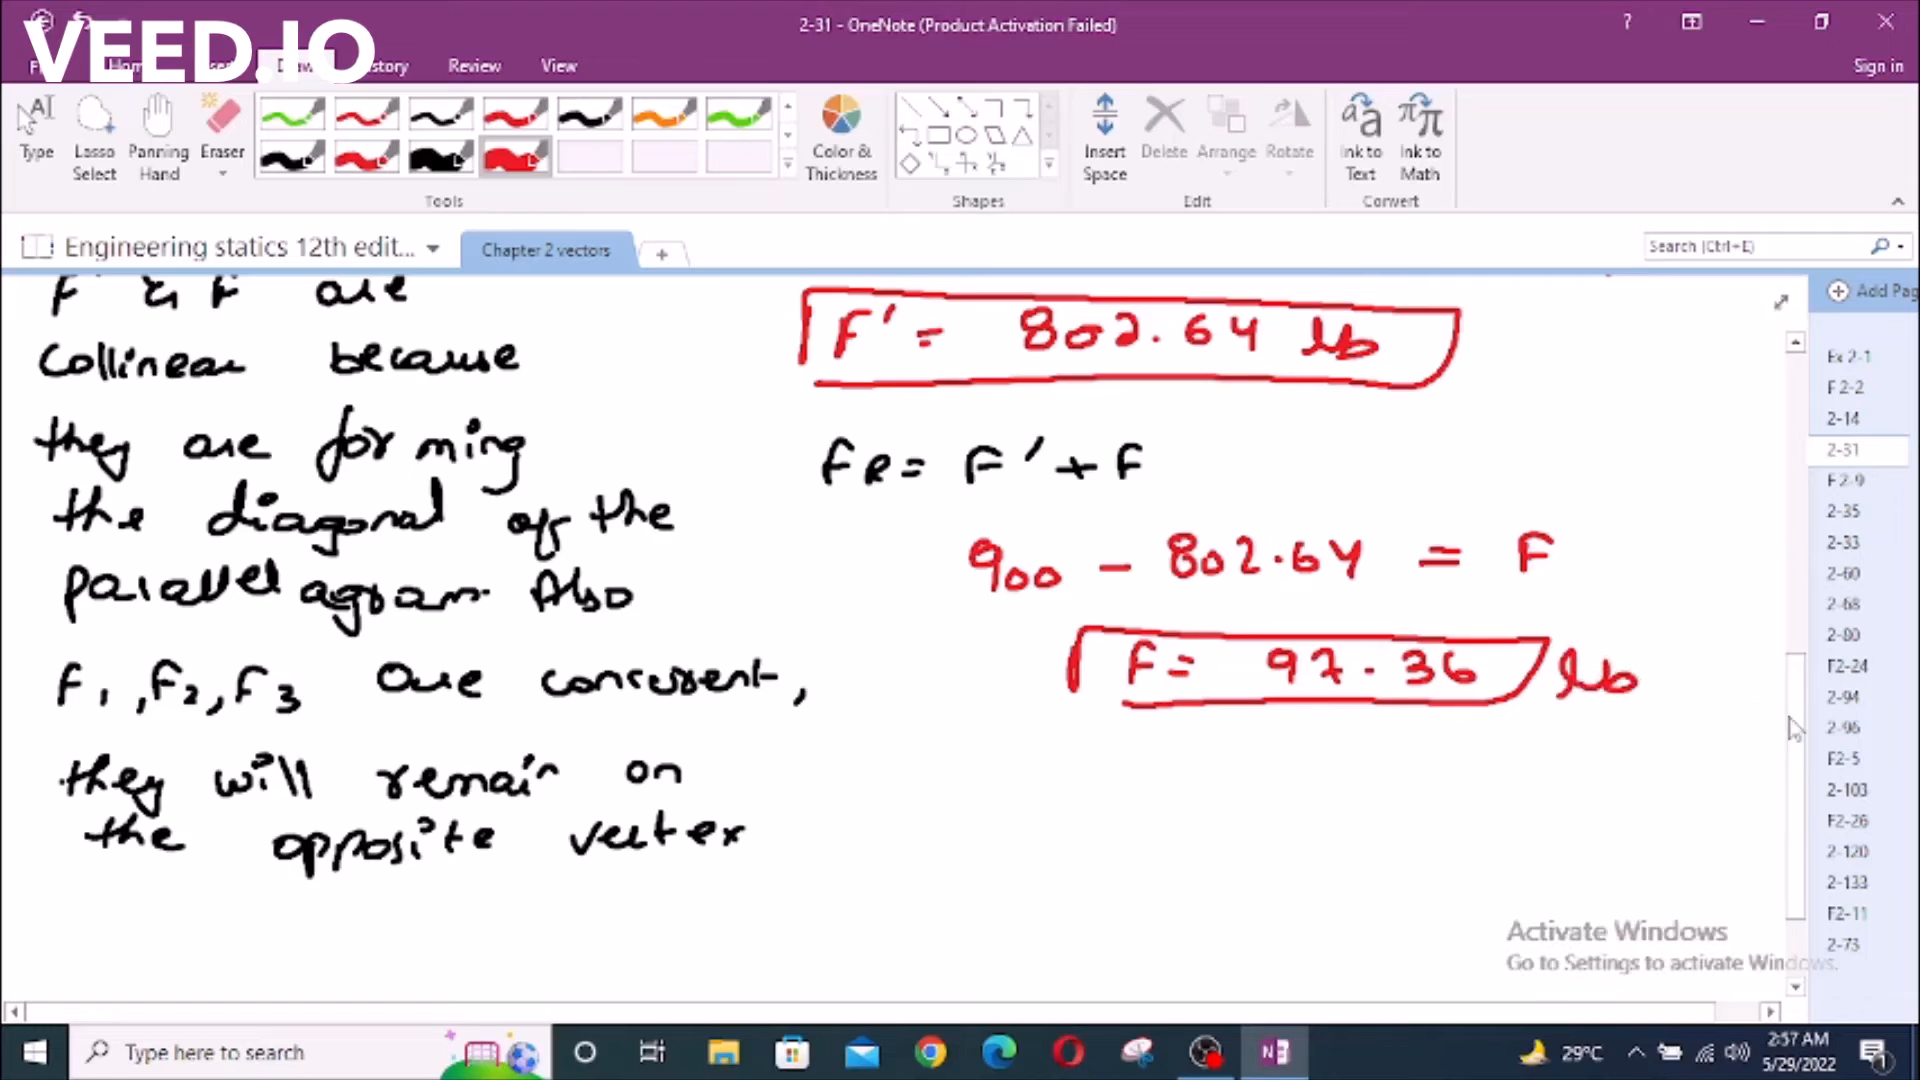 VEED.IO
2-31 - OneNote (Product Activation Failed)
Draw
Review
View
Sign in
Type
Lasso Select
Panning Hand
Eraser
Color & Thickness
Insert Space
Delete
Arrange
Rotate
Ink to Text
Ink to Math
Tools
Shapes
Edit
Convert
Engineering statics 12th edit...
Chapter 2 vectors
Search (Ctrl+E)
Add Pag
F' & F are
Collinear because
they are forming
the diagonal of the
Parallelagram. Also
F1, F2, F3 are concurrent,
they will remain on
the opposite vertex
F' = 802.64 lb
FR = F' + F
900 - 802.64 = F
F = 97.36 lb
Ex 2-1
F 2-2
2-14
2-31
F 2-9
2-35
2-33
2-60
2-68
2-80
F2-24
2-94
2-96
F2-5
2-103
F2-26
2-120
2-133
F2-11
2-73
Activate Windows
Go to Settings to activate Windows.
Type here to search
29°C
2:57 AM
5/29/2022